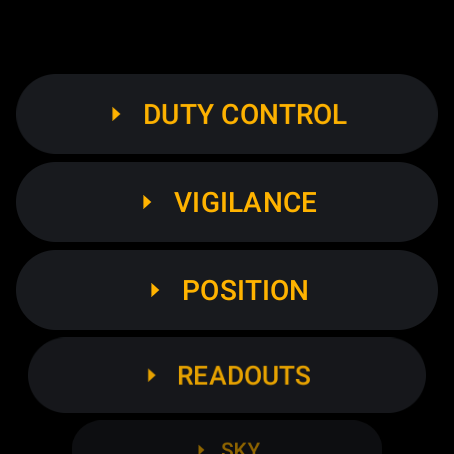 DUTY CONTROL
VIGILANCE
POSITION
READOUTS
SKY